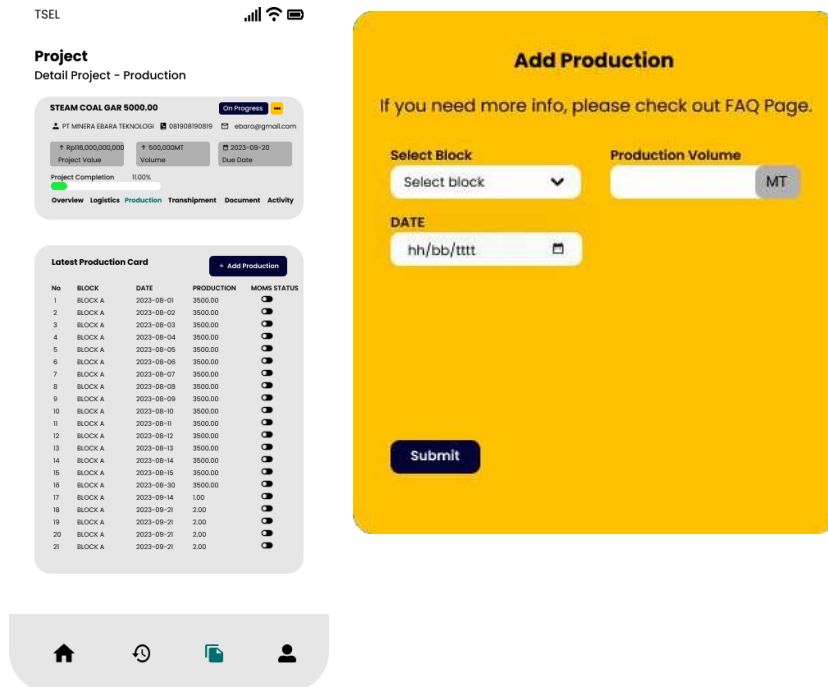 TSEL
Project
Detail Project - Production
STEAM COAL GAR 5000.00 On Progress
PT MINERA EBARA TEKNOLOGI 081908190819 ebara@gmail.com
↑ Rp116,000,000,000 ↑ 500,000MT 2023-09-20
Project Value Volume Due Date
Project Completion 11.00%
Overview Logistics Production Transhipment Document Activity
Latest Production Card + Add Production
No BLOCK DATE PRODUCTION MOMS STATUS
1 BLOCK A 2023-08-01 3500.00
2 BLOCK A 2023-08-02 3500.00
3 BLOCK A 2023-08-03 3500.00
4 BLOCK A 2023-08-04 3500.00
5 BLOCK A 2023-08-05 3500.00
6 BLOCK A 2023-08-06 3500.00
7 BLOCK A 2023-08-07 3500.00
8 BLOCK A 2023-08-08 3500.00
9 BLOCK A 2023-08-09 3500.00
10 BLOCK A 2023-08-10 3500.00
11 BLOCK A 2023-08-11 3500.00
12 BLOCK A 2023-08-12 3500.00
13 BLOCK A 2023-08-13 3500.00
14 BLOCK A 2023-08-14 3500.00
15 BLOCK A 2023-08-15 3500.00
16 BLOCK A 2023-08-30 3500.00
17 BLOCK A 2023-09-14 1.00
18 BLOCK A 2023-09-21 2.00
19 BLOCK A 2023-09-21 2.00
20 BLOCK A 2023-09-21 2.00
21 BLOCK A 2023-09-21 2.00
Add Production
If you need more info, please check out FAQ Page.
Select Block Production Volume
Select block MT
DATE
hh/bb/tttt
Submit